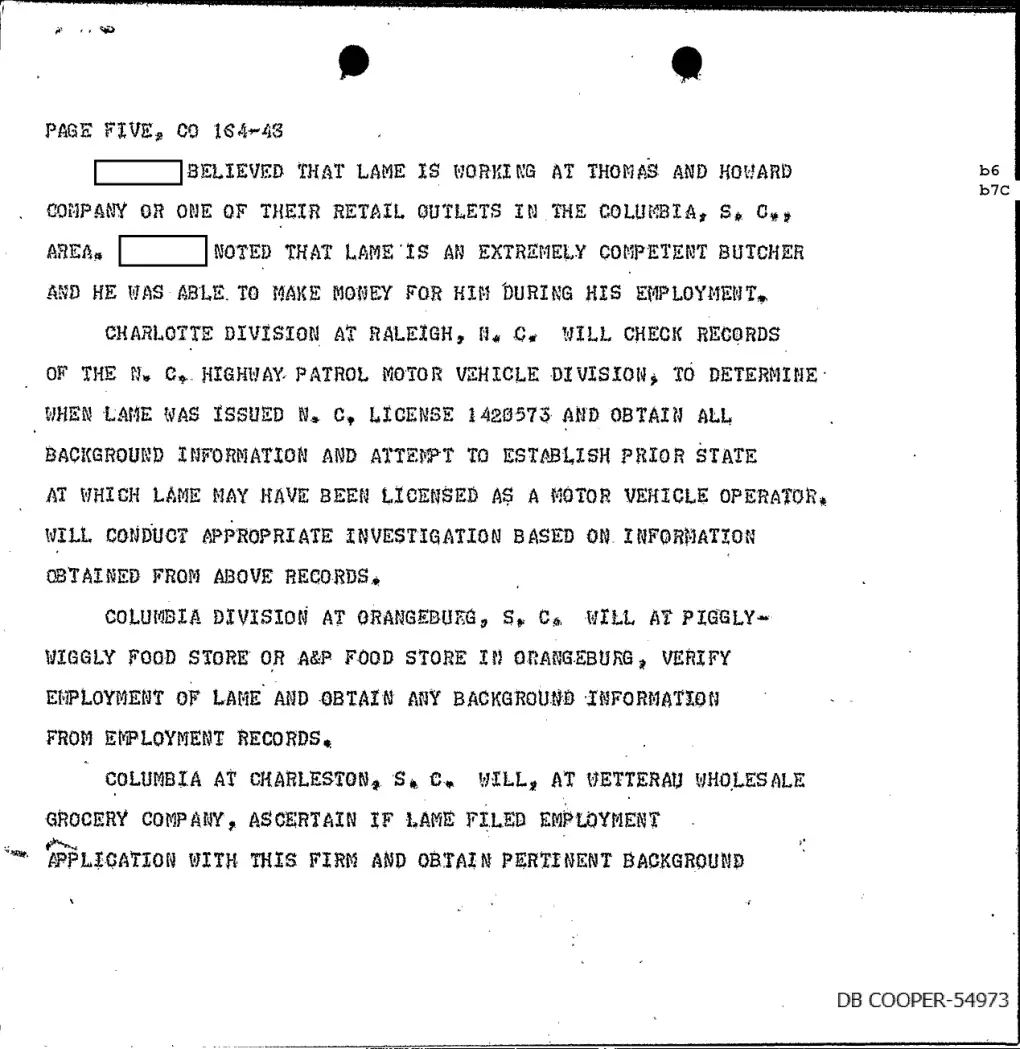 PAGE FIVE, CO 164-43
BELIEVED THAT LAME IS WORKING AT THOMAS AND HOWARD
b6
b7C
COMPANY OR ONE OF THEIR RETAIL OUTLETS IN THE COLUMBIA, S. C.,
AREA. NOTED THAT LAME IS AN EXTREMELY COMPETENT BUTCHER
AND HE WAS ABLE TO MAKE MONEY FOR HIM DURING HIS EMPLOYMENT.
CHARLOTTE DIVISION AT RALEIGH, N. C. WILL CHECK RECORDS
OF THE N. C. HIGHWAY PATROL MOTOR VEHICLE DIVISION, TO DETERMINE
WHEN LAME WAS ISSUED N. C. LICENSE 1420573 AND OBTAIN ALL
BACKGROUND INFORMATION AND ATTEMPT TO ESTABLISH PRIOR STATE
AT WHICH LAME MAY HAVE BEEN LICENSED AS A MOTOR VEHICLE OPERATOR.
WILL CONDUCT APPROPRIATE INVESTIGATION BASED ON INFORMATION
OBTAINED FROM ABOVE RECORDS.
COLUMBIA DIVISION AT ORANGEBURG, S. C. WILL AT PIGGLY-
WIGGLY FOOD STORE OR A&P FOOD STORE IN ORANGEBURG, VERIFY
EMPLOYMENT OF LAME AND OBTAIN ANY BACKGROUND INFORMATION
FROM EMPLOYMENT RECORDS.
COLUMBIA AT CHARLESTON, S. C. WILL, AT WETTERAU WHOLESALE
GROCERY COMPANY, ASCERTAIN IF LAME FILED EMPLOYMENT
APPLICATION WITH THIS FIRM AND OBTAIN PERTINENT BACKGROUND
DB COOPER-54973